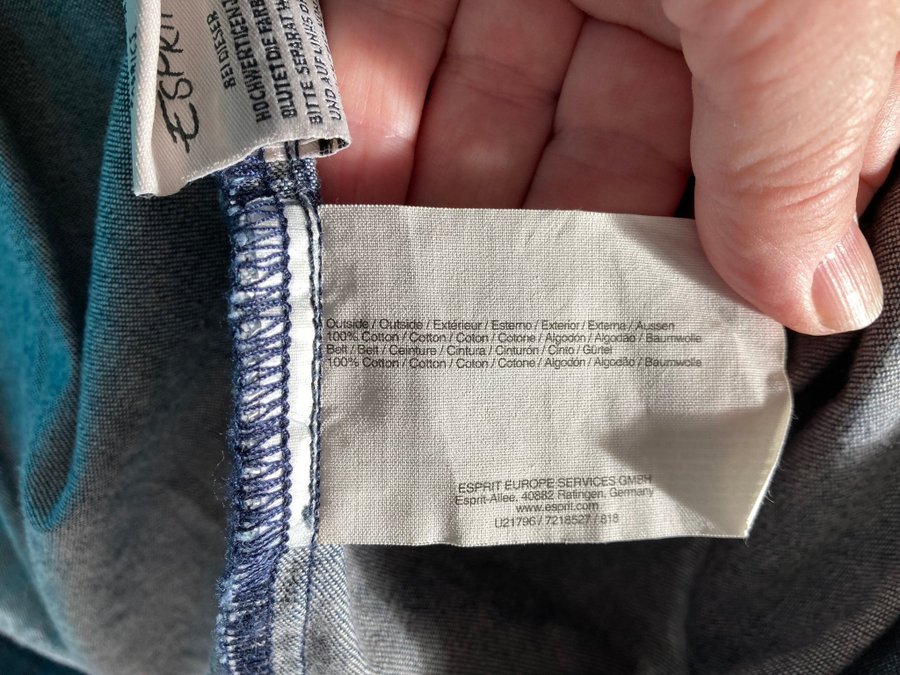 ESPRIT
BEI DIESER
HOCHWERTIGEN
BLUTET DIE FARB
BITTE SEPARAT
UND AUF LINKS
Outside / Outside / Extérieur / Esterno / Exterior / Externa / Aussen
100% Cotton / Cotton / Coton / Cotone / Algodón / Algodão / Baumwolle
Belt / Belt / Ceinture / Cintura / Cinturón / Cinto / Gürtel
100% Cotton / Cotton / Coton / Cotone / Algodón / Algodão / Baumwolle
ESPRIT EUROPE SERVICES GMBH
Esprit-Allee, 40882 Ratingen, Germany
www.esprit.com
U21796 / 7218527 / 818